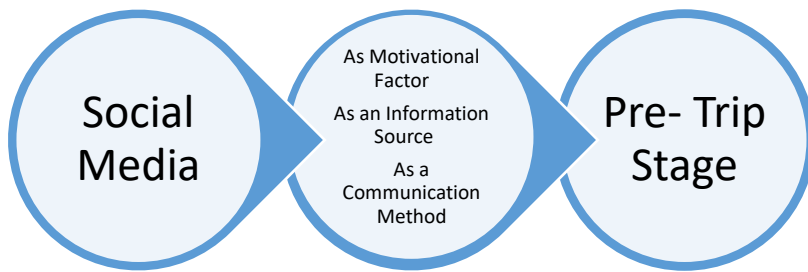 Social
Media
As Motivational
Factor
As an Information
Source
As a
Communication
Method
Pre- Trip
Stage